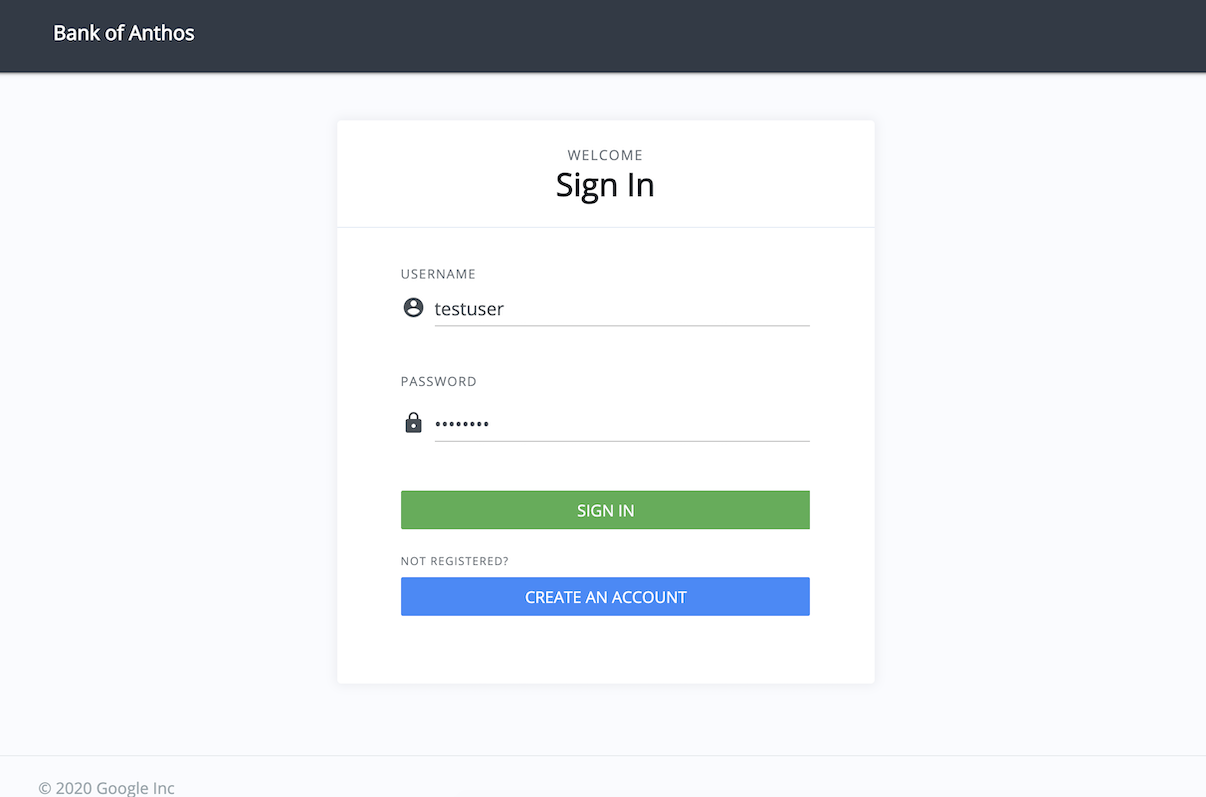 Bank of Anthos
WELCOME
Sign In
USERNAME
testuser
PASSWORD
••••••••
SIGN IN
NOT REGISTERED?
CREATE AN ACCOUNT
© 2020 Google Inc